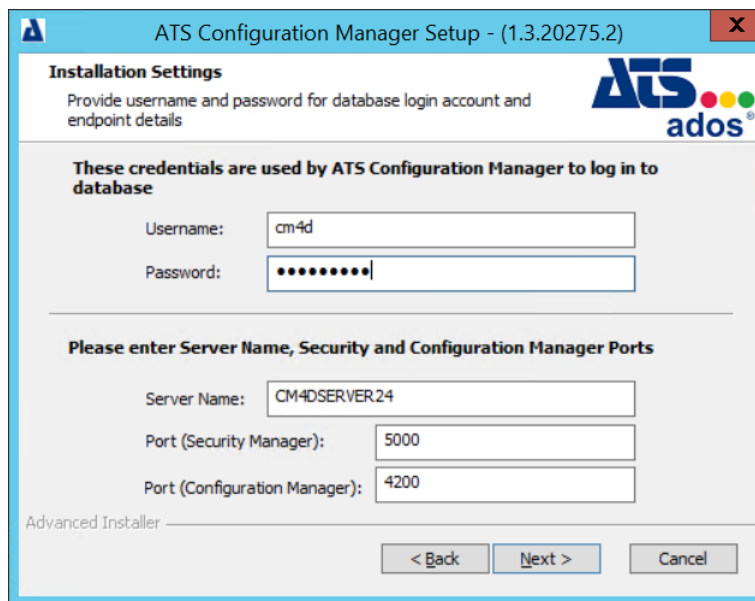 ATS Configuration Manager Setup - (1.3.20275.2)
X
Installation Settings
Provide username and password for database login account and
endpoint details
ATS
ados®
These credentials are used by ATS Configuration Manager to log in to
database
Username:
cm4d
Password:
•••••••••
Please enter Server Name, Security and Configuration Manager Ports
Server Name:
CM4DSERVER24
Port (Security Manager):
5000
Port (Configuration Manager):
4200
Advanced Installer
< Back
Next >
Cancel